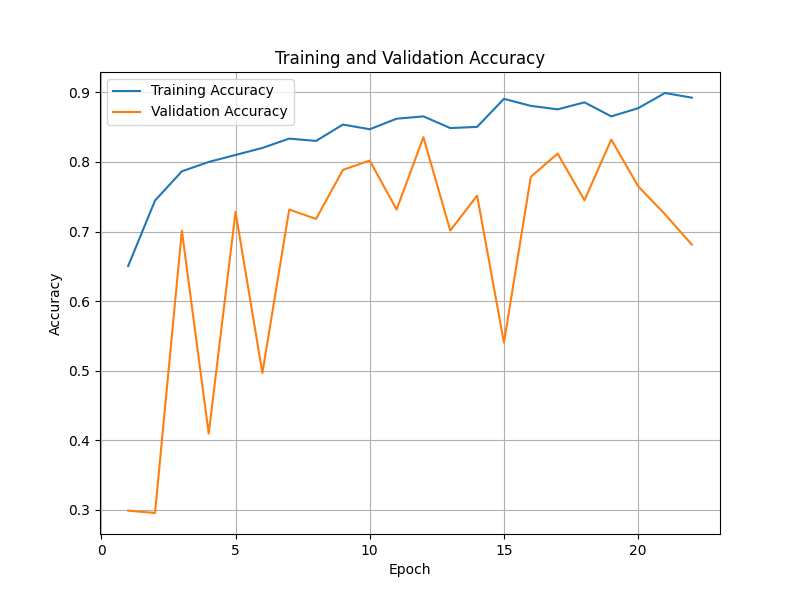 Training and Validation Accuracy
Training Accuracy
Validation Accuracy
0.9
0.8
0.7
0.6
0.5
0.4
0.3
Accuracy
0 5 10 15 20
Epoch